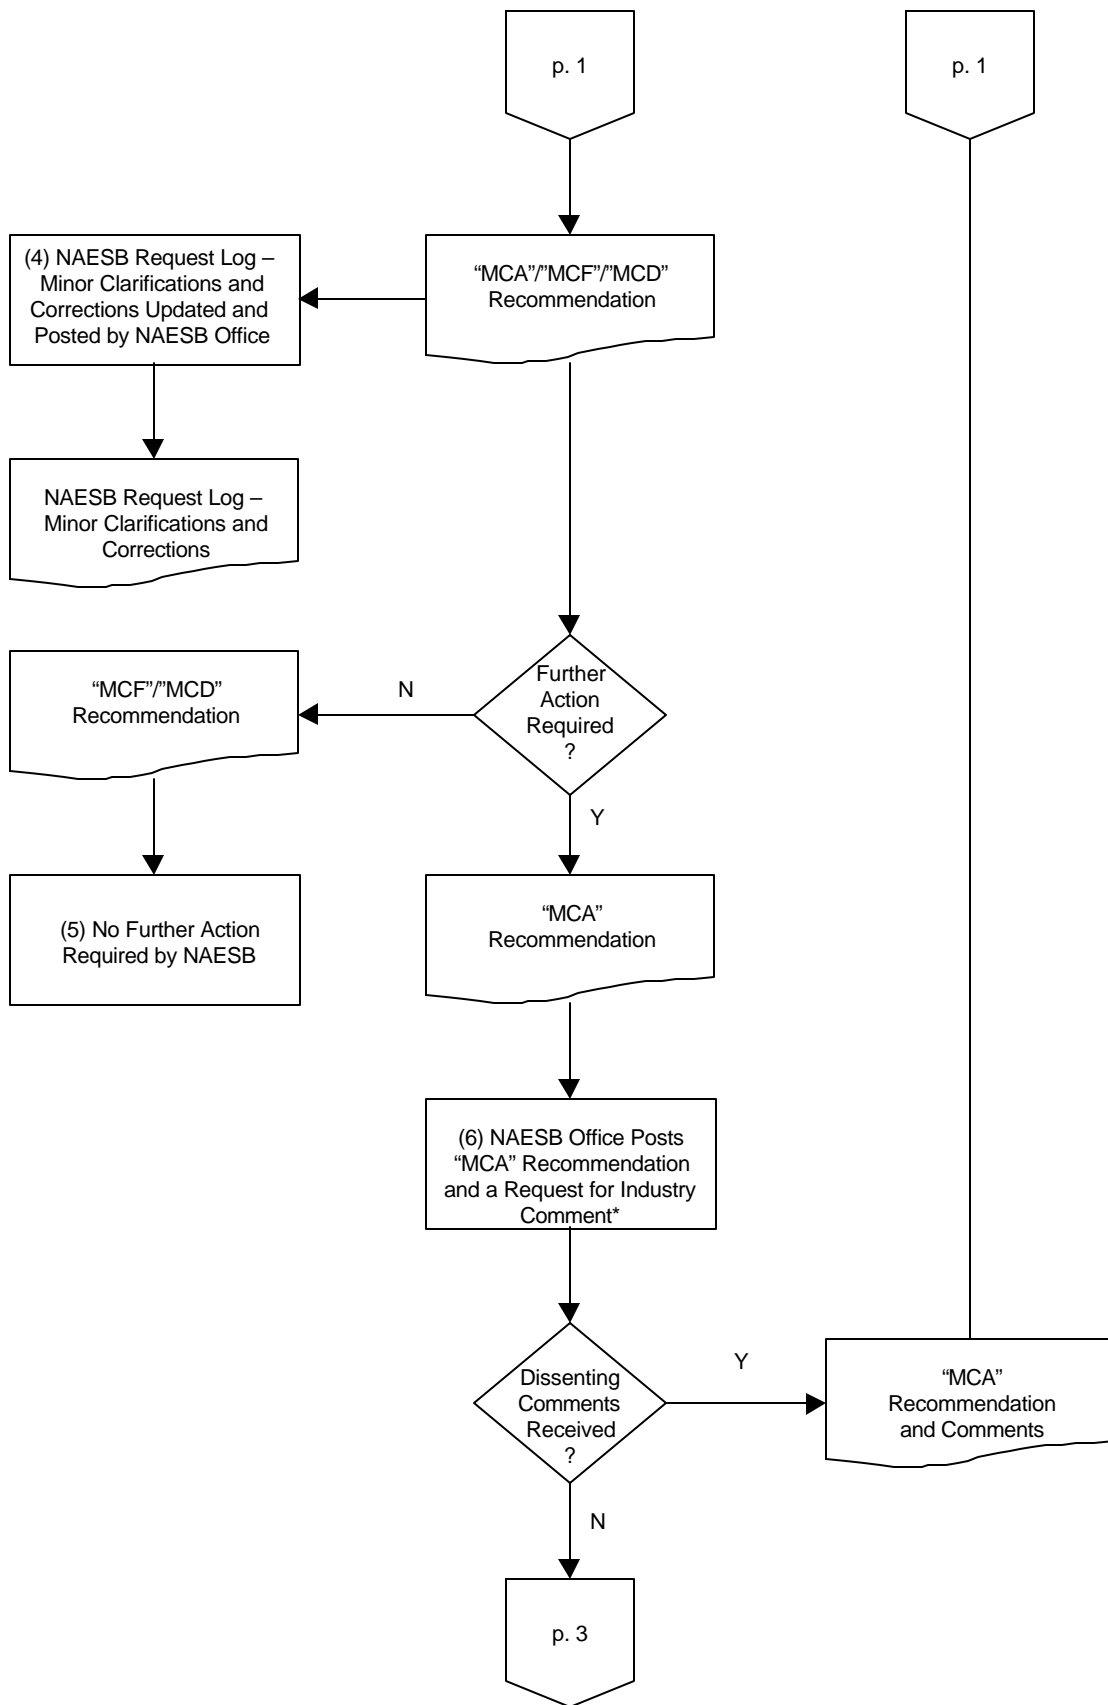 p. 1
p. 1
(4) NAESB Request Log –
Minor Clarifications and
Corrections Updated and
Posted by NAESB Office
“MCA”/”MCF”/”MCD”
Recommendation
NAESB Request Log –
Minor Clarifications and
Corrections
“MCF”/”MCD”
Recommendation
N
Further
Action
Required
?
Y
(5) No Further Action
Required by NAESB
“MCA”
Recommendation
(6) NAESB Office Posts
“MCA” Recommendation
and a Request for Industry
Comment*
Dissenting
Comments
Received
?
Y
“MCA”
Recommendation
and Comments
N
p. 3